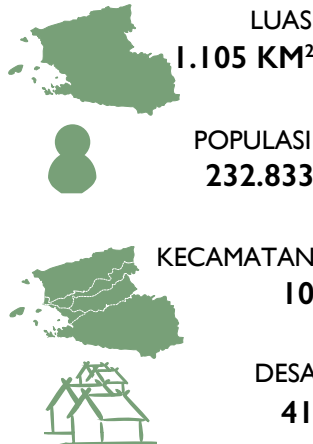 LUAS
1.105 KM²
POPULASI
232.833
KECAMATAN
10
DESA
41